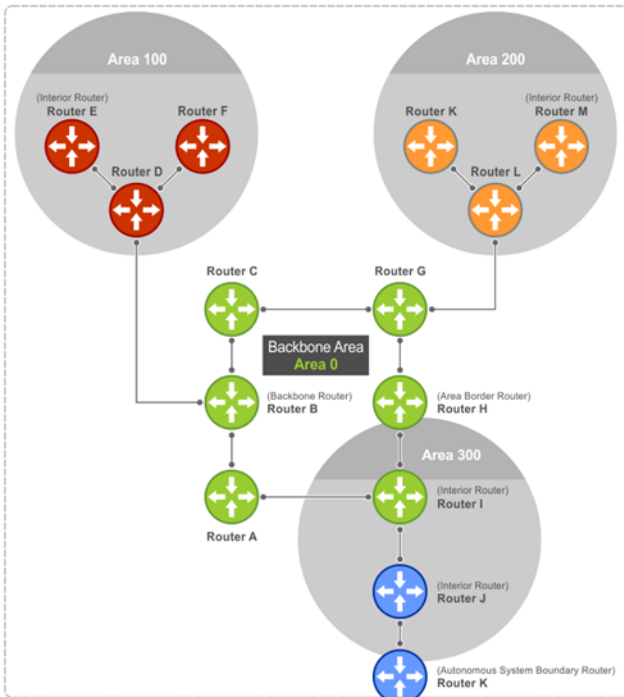 Area 100
Area 200
(Interior Router)
Router E
Router F
Router K
(Interior Router)
Router M
Router D
Router L
Router C
Router G
Backbone Area
Area 0
(Backbone Router)
Router B
(Area Border Router)
Router H
Area 300
(Interior Router)
Router I
Router A
(Interior Router)
Router J
(Autonomous System Boundary Router)
Router K